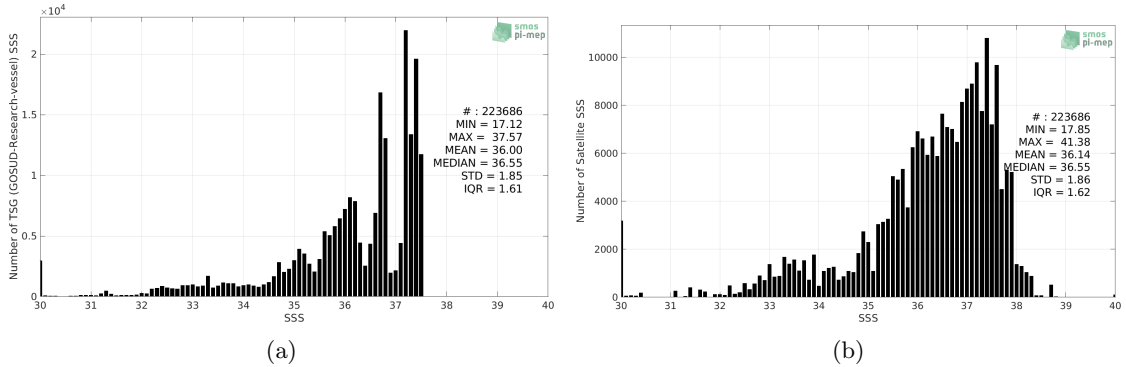 ×10⁴
2
1.5
1
0.5
0
Number of TSG (GOSUD-Research-vessel) SSS
30 31 32 33 34 35 36 37 38 39 40
SSS
smos
pi-mep
# : 223686
MIN = 17.12
MAX = 37.57
MEAN = 36.00
MEDIAN = 36.55
STD = 1.85
IQR = 1.61
(a)
10000
8000
6000
4000
2000
0
Number of Satellite SSS
30 31 32 33 34 35 36 37 38 39 40
SSS
smos
pi-mep
# : 223686
MIN = 17.85
MAX = 41.38
MEAN = 36.14
MEDIAN = 36.55
STD = 1.86
IQR = 1.62
(b)